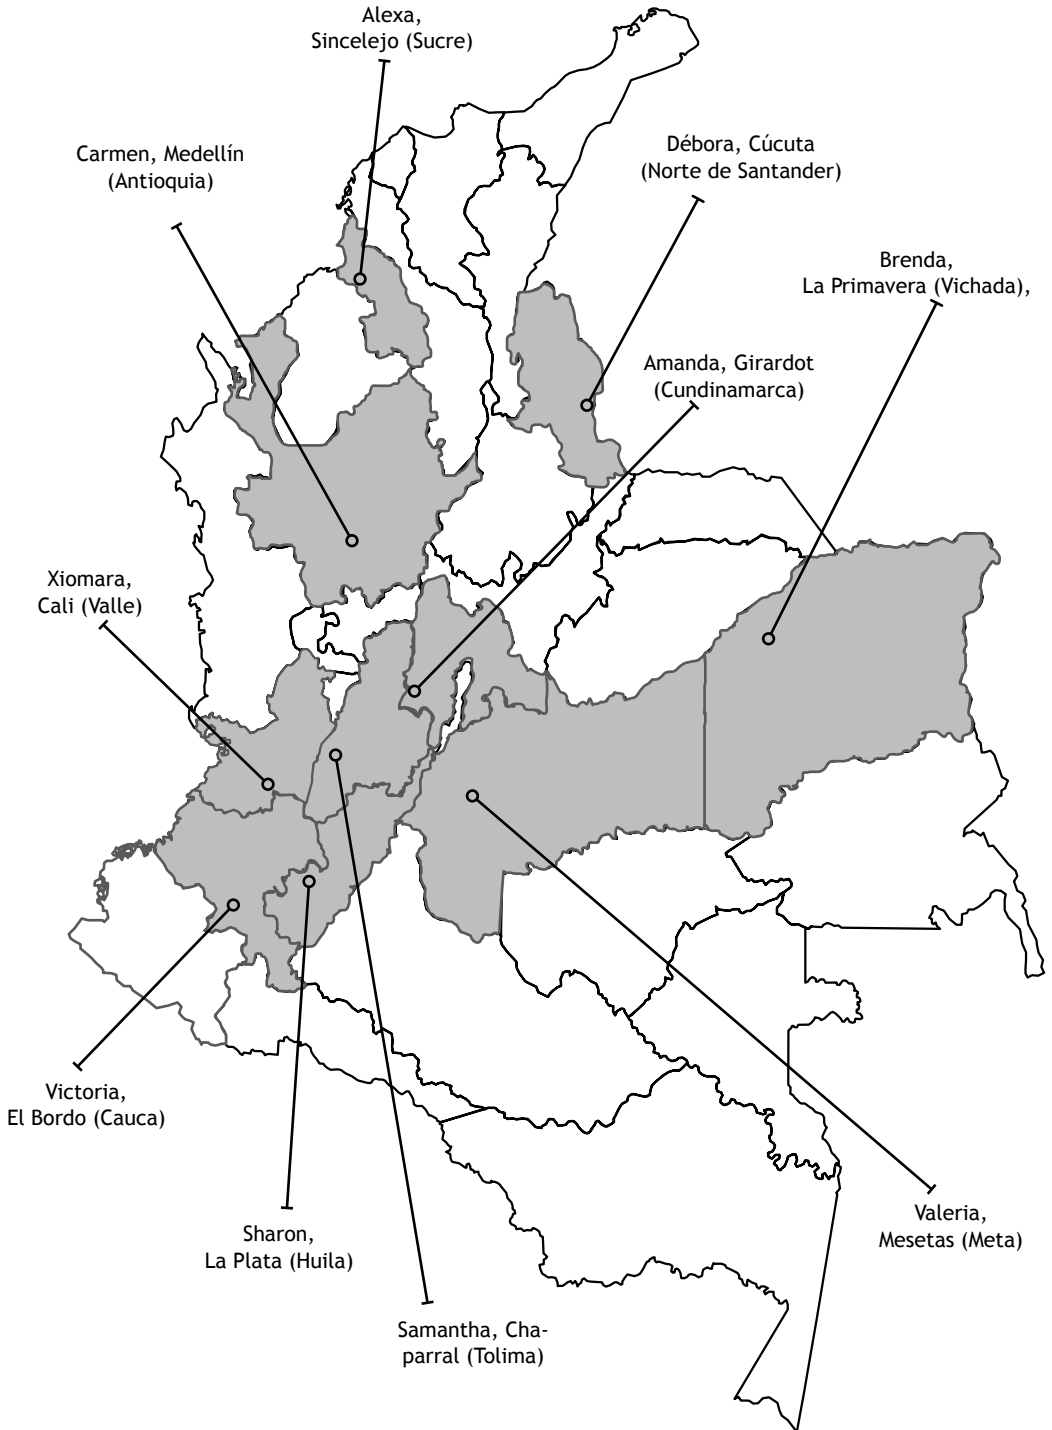 Alexa,
Sincelejo (Sucre)
Carmen, Medellín
(Antioquia)
Débora, Cúcuta
(Norte de Santander)
Brenda,
La Primavera (Vichada),
Amanda, Girardot
(Cundinamarca)
Xiomara,
Cali (Valle)
Victoria,
El Bordo (Cauca)
Sharon,
La Plata (Huila)
Samantha, Cha-
parral (Tolima)
Valeria,
Mesetas (Meta)